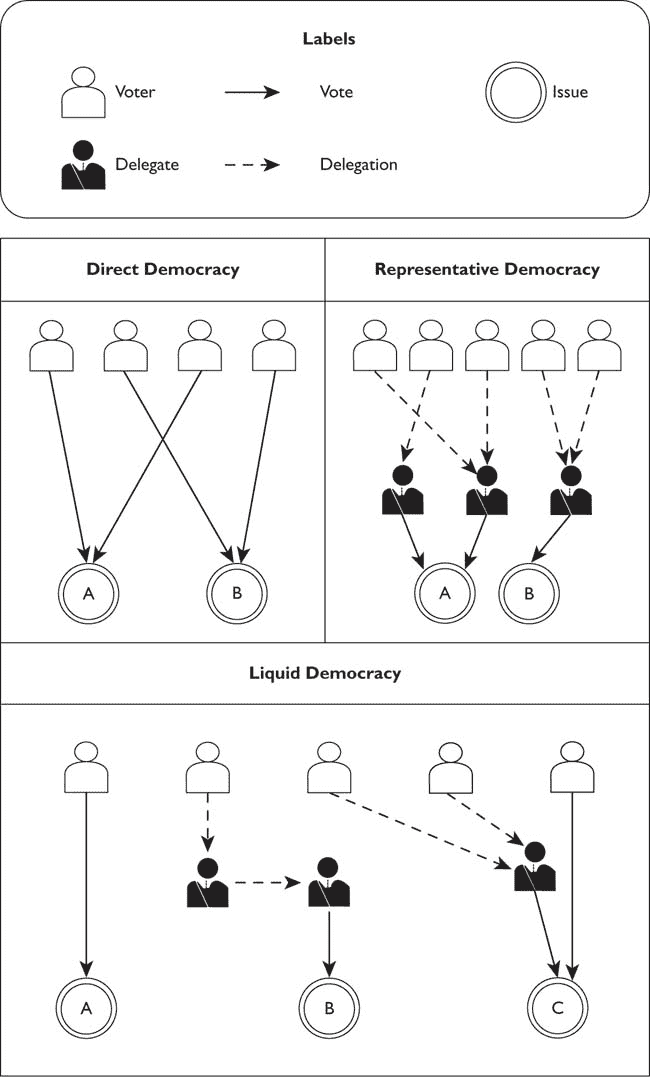 Labels
Voter
Vote
Issue
Delegate
Delegation
Direct Democracy
Representative Democracy
A
B
A
B
Liquid Democracy
A
B
C